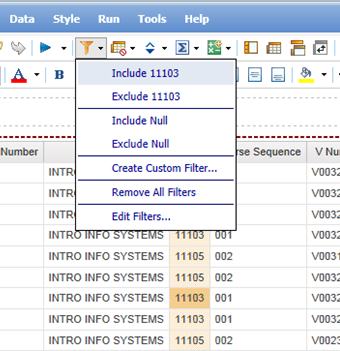 Data Style Run Tools Help
B
Include 11103
Exclude 11103
Include Null
Exclude Null
Create Custom Filter...
Remove All Filters
Edit Filters...
Number rse Sequence V Nu
INTRO V0032
INTRO V0032
INTRO V0032
INTRO INFO SYSTEMS 11103 001 V0032
INTRO INFO SYSTEMS 11105 002 V0031
INTRO INFO SYSTEMS 11105 002 V0032
INTRO INFO SYSTEMS 11103 001 V0032
INTRO INFO SYSTEMS 11103 001 V0032
INTRO INFO SYSTEMS 11105 002 V0023